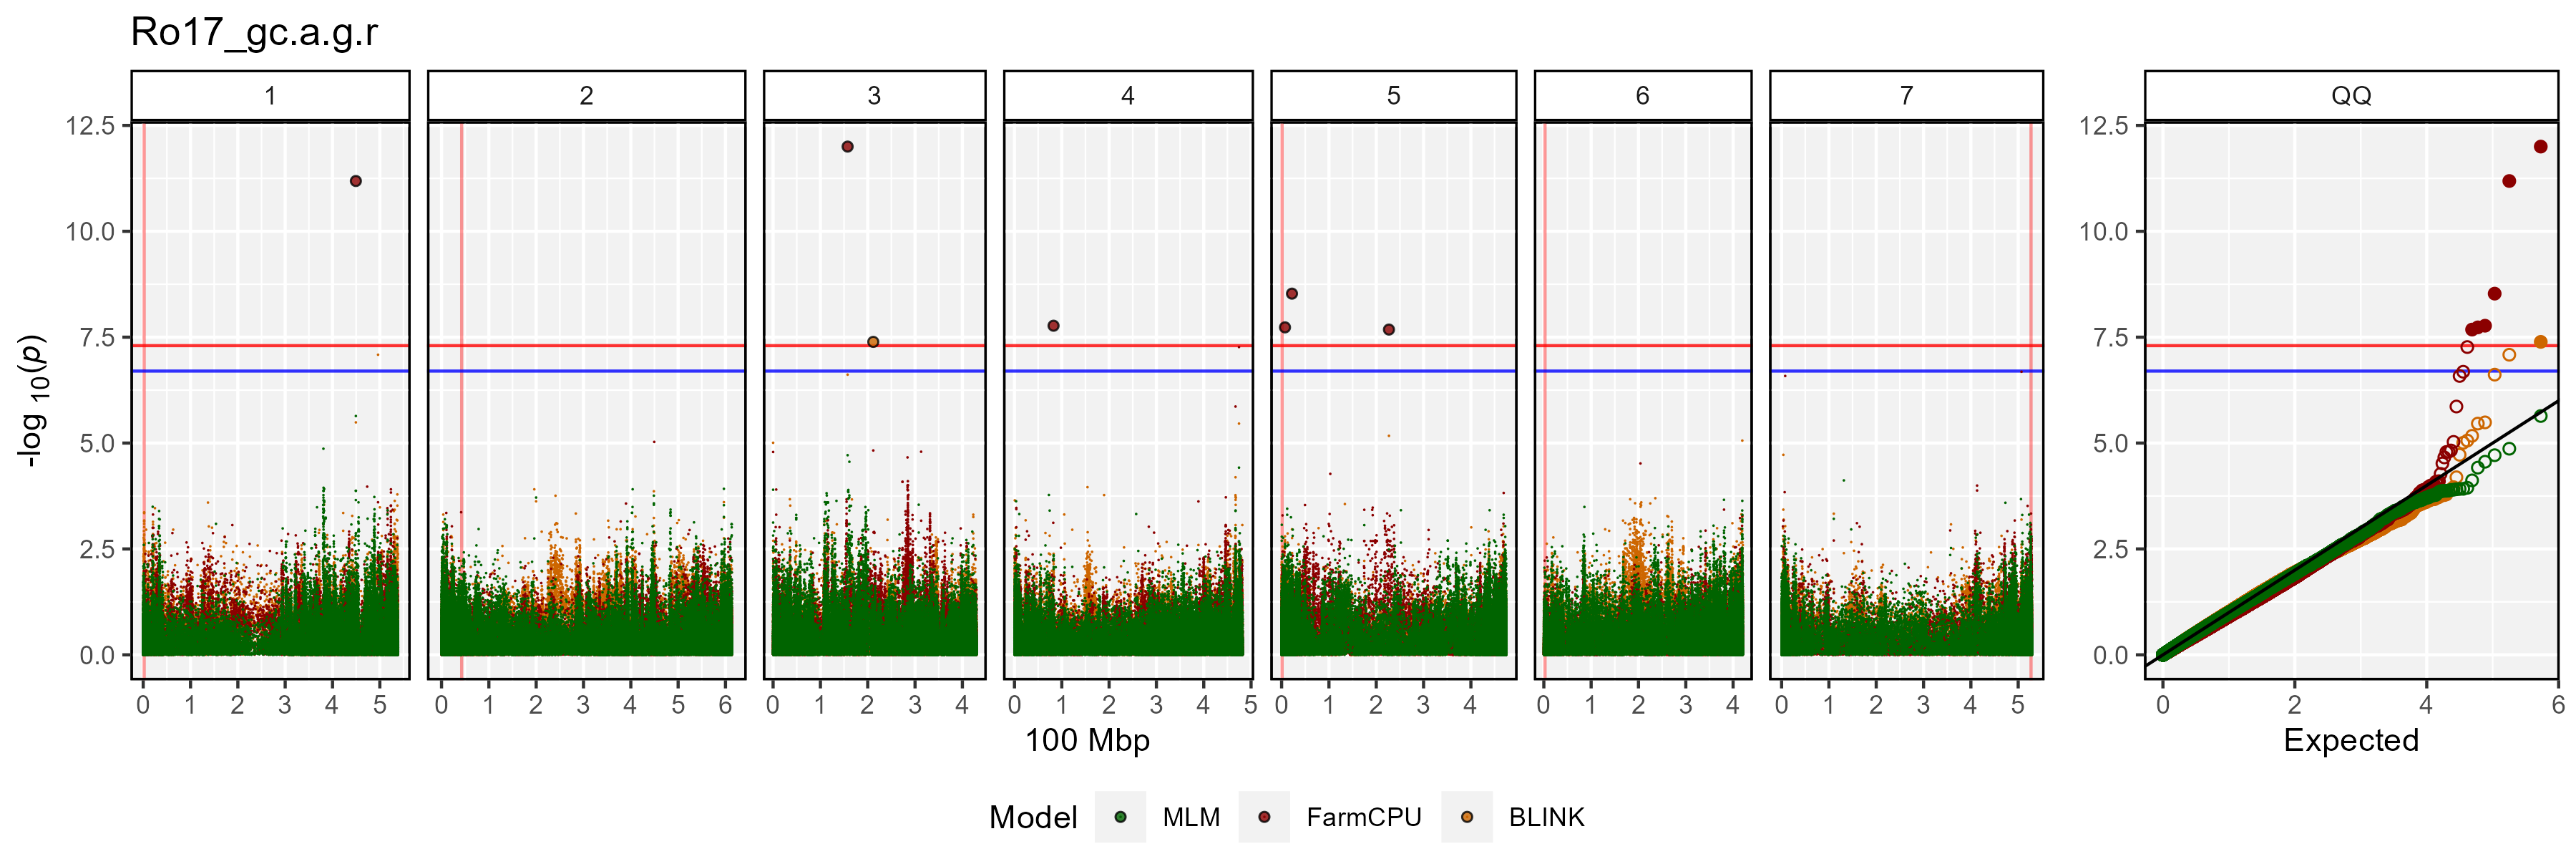 Ro17_gc.a.g.r
1 2 3 4 5 6 7 QQ
12.5 10.0 7.5 5.0 2.5 0.0
-log 10(p)
12.5 10.0 7.5 5.0 2.5 0.0
0 1 2 3 4 5
0 1 2 3 4 5 6
0 1 2 3 4
0 1 2 3 4 5
0 1 2 3 4
0 1 2 3 4
0 1 2 3 4 5
0 2 4 6
100 Mbp
Expected
Model MLM FarmCPU BLINK